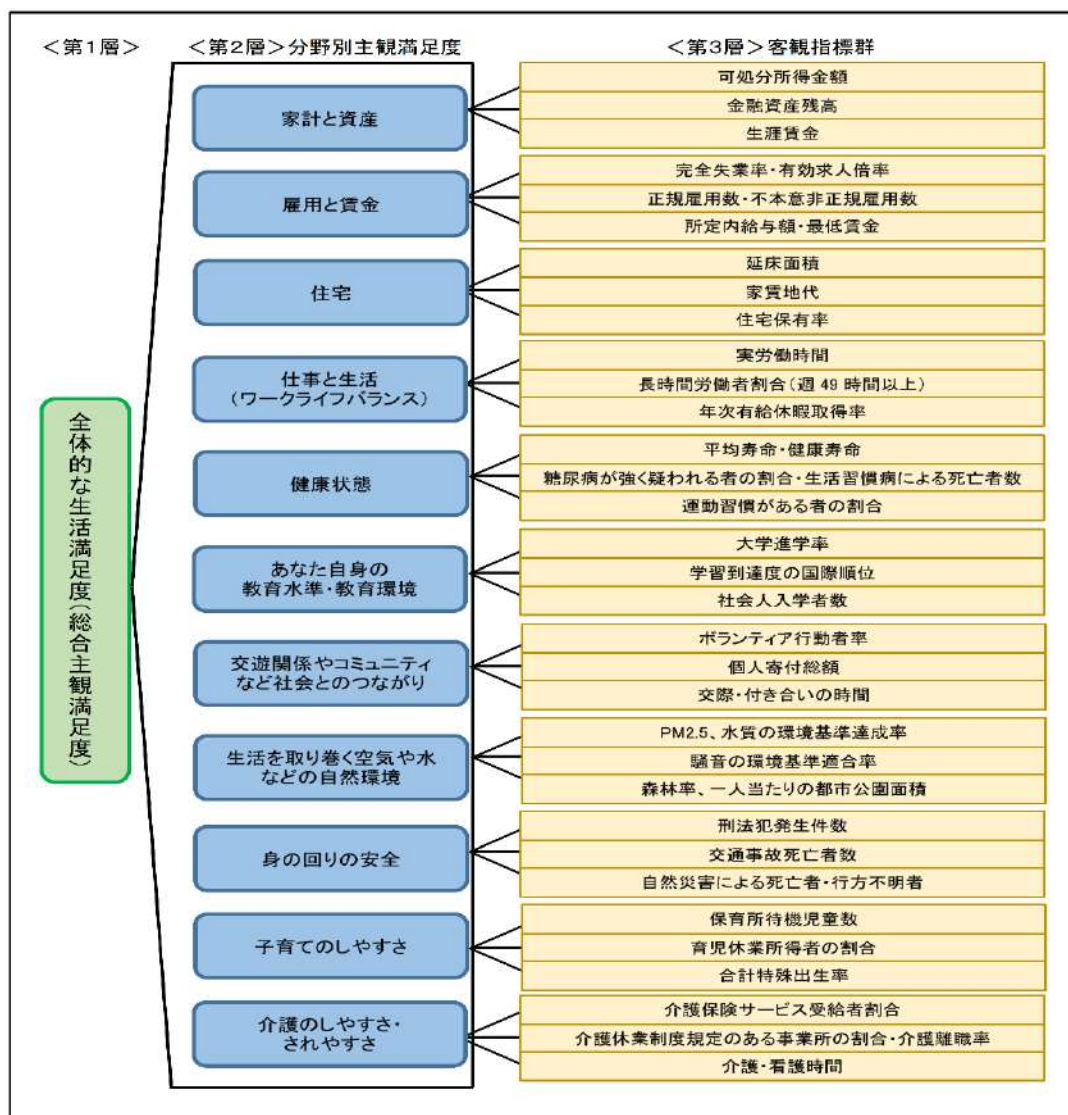 ＜第1層＞
＜第2層＞分野別主観満足度
＜第3層＞客観指標群
全体的な生活満足度(総合主観満足度)
家計と資産
可処分所得金額
金融資産残高
生涯賃金
雇用と賃金
完全失業率・有効求人倍率
正規雇用数・不本意非正規雇用数
所定内給与額・最低賃金
住宅
延床面積
家賃地代
住宅保有率
仕事と生活
(ワークライフバランス)
実労働時間
長時間労働者割合(週 49 時間以上)
年次有給休暇取得率
健康状態
平均寿命・健康寿命
糖尿病が強く疑われる者の割合・生活習慣病による死亡者数
運動習慣がある者の割合
あなた自身の
教育水準・教育環境
大学進学率
学習到達度の国際順位
社会人入学者数
交遊関係やコミュニティ
など社会とのつながり
ボランティア行動者率
個人寄付総額
交際・付き合いの時間
生活を取り巻く空気や水
などの自然環境
PM2.5、水質の環境基準達成率
騒音の環境基準適合率
森林率、一人当たりの都市公園面積
身の回りの安全
刑法犯発生件数
交通事故死亡者数
自然災害による死亡者・行方不明者
子育てのしやすさ
保育所待機児童数
育児休業所得者の割合
合計特殊出生率
介護のしやすさ・
されやすさ
介護保険サービス受給者割合
介護休業制度規定のある事業所の割合・介護離職率
介護・看護時間